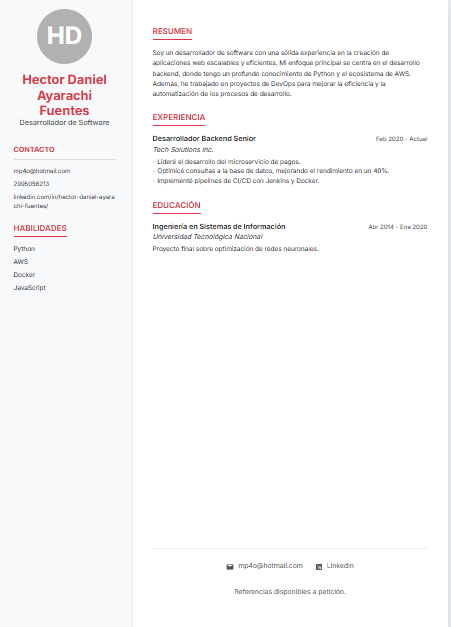 HD
Hector Daniel
Ayarachi
Fuentes
Desarrollador de Software
CONTACTO
mp4o@hotmail.com
2995056213
linkedin.com/in/hector-daniel-ayara
chi-fuentes/
HABILIDADES
Python
AWS
Docker
JavaScript
RESUMEN
Soy un desarrollador de software con una sólida experiencia en la creación de
aplicaciones web escalables y eficientes. Mi enfoque principal se centra en el desarrollo
backend, donde tengo un profundo conocimiento de Python y el ecosistema de AWS.
Además, he trabajado en proyectos de DevOps para mejorar la eficiencia y la
automatización de los procesos de desarrollo.
EXPERIENCIA
Desarrollador Backend Senior Feb 2020 - Actual
Tech Solutions Inc.
· Lideré el desarrollo del microservicio de pagos.
· Optimicé consultas a la base de datos, mejorando el rendimiento en un 40%.
· Implementé pipelines de CI/CD con Jenkins y Docker.
EDUCACIÓN
Ingeniería en Sistemas de Información Abr 2014 - Ene 2020
Universidad Tecnológica Nacional
Proyecto final sobre optimización de redes neuronales.
mp4o@hotmail.com LinkedIn
Referencias disponibles a petición.